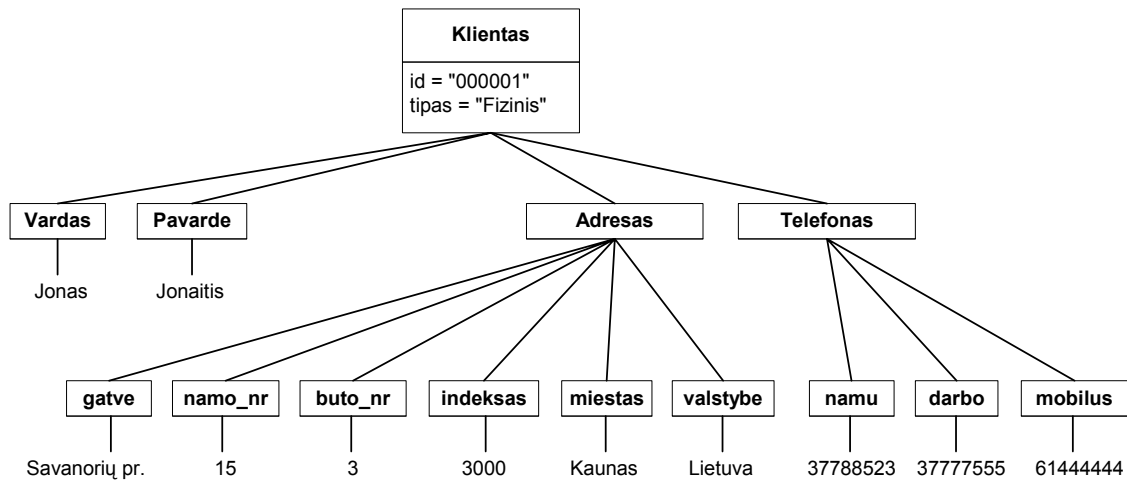 Klientas
id = "000001"
tipas = "Fizinis"
Vardas Pavarde Adresas Telefonas
Jonas Jonaitis
gatve namo_nr buto_nr indeksas miestas valstybe namu darbo mobilus
Savanorių pr. 15 3 3000 Kaunas Lietuva 37788523 37777555 61444444